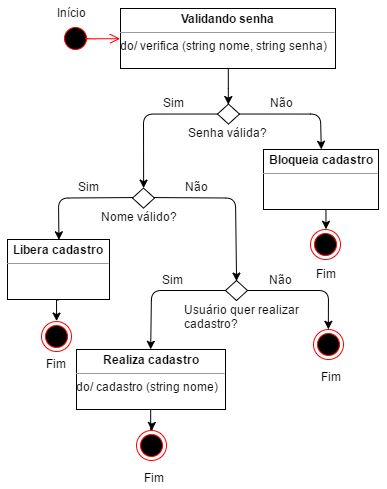 Início
Validando senha
do/ verifica (string nome, string senha)
Sim
Não
Senha válida?
Bloqueia cadastro
Sim
Não
Nome válido?
Libera cadastro
Fim
Sim
Não
Usuário quer realizar
cadastro?
Fim
Realiza cadastro
Fim
do/ cadastro (string nome)
Fim